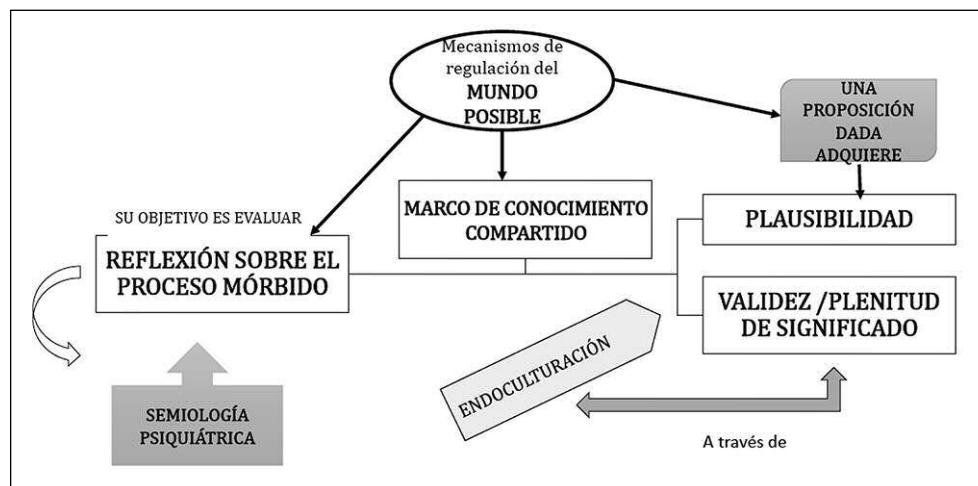 Mecanismos de
regulación del
MUNDO
POSIBLE
UNA
PROPOSICIÓN
DADA
ADQUIERE
SU OBJETIVO ES EVALUAR
MARCO DE CONOCIMIENTO
COMPARTIDO
PLAUSIBILIDAD
REFLEXIÓN SOBRE EL
PROCESO MÓRBIDO
VALIDEZ /PLENITUD
DE SIGNIFICADO
ENDOCULTURACIÓN
SEMIOLOGÍA
PSIQUIÁTRICA
A través de